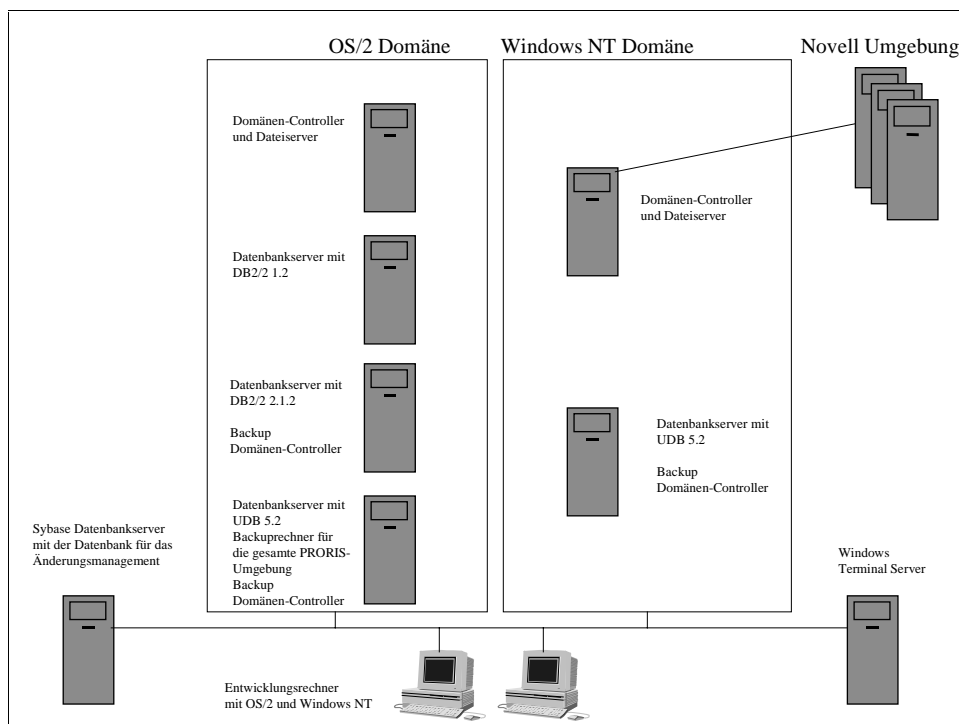 OS/2 Domäne
Windows NT Domäne
Novell Umgebung
Domänen-Controller
und Dateiserver
Datenbankserver mit
DB2/2 1.2
Datenbankserver mit
DB2/2 2.1.2
Backup
Domänen-Controller
Datenbankserver mit
UDB 5.2
Backuprechner für
die gesamte PRORIS-
Umgebung
Backup
Domänen-Controller
Domänen-Controller
und Dateiserver
Datenbankserver mit
UDB 5.2
Backup
Domänen-Controller
Sybase Datenbankserver
mit der Datenbank für das
Änderungsmanagement
Windows
Terminal Server
Entwicklungsrechner
mit OS/2 und Windows NT